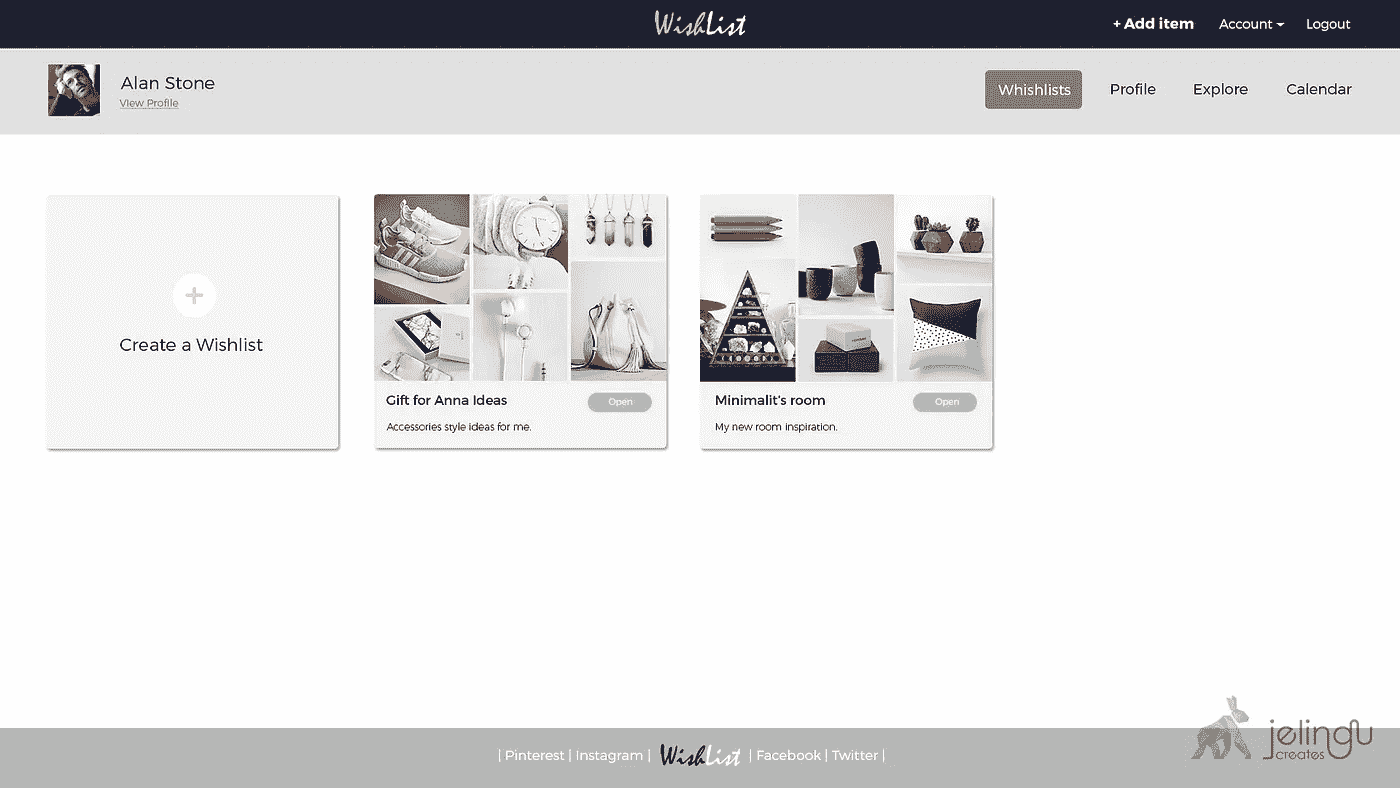 WishList
+ Add item Account Logout
Alan Stone
View Profile
Whishlists Profile Explore Calendar
Create a Wishlist
Gift for Anna Ideas Open
Accessories style ideas for me.
Minimalit's room Open
My new room inspiration.
| Pinterest | Instagram | WishList | Facebook | Twitter |
jelingu
creates